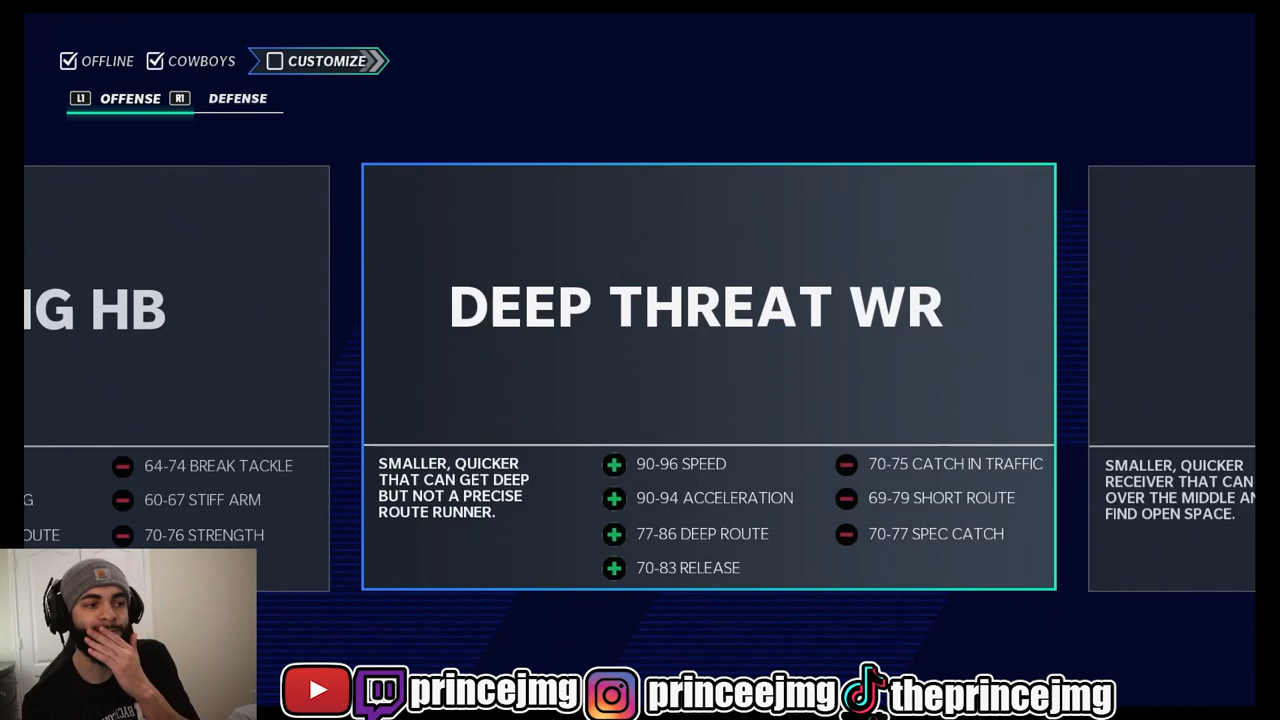 OFFLINE COWBOYS CUSTOMIZE
L1 OFFENSE R1 DEFENSE
G HB
64-74 BREAK TACKLE
60-67 STIFF ARM
70-76 STRENGTH
G
OUTE
DEEP THREAT WR
SMALLER, QUICKER
THAT CAN GET DEEP
BUT NOT A PRECISE
ROUTE RUNNER.
90-96 SPEED
90-94 ACCELERATION
77-86 DEEP ROUTE
70-83 RELEASE
70-75 CATCH IN TRAFFIC
69-79 SHORT ROUTE
70-77 SPEC CATCH
SMALLER, QUICKER
RECEIVER THAT CAN
OVER THE MIDDLE AN
FIND OPEN SPACE.
princejmg princeejmg theprincejmg